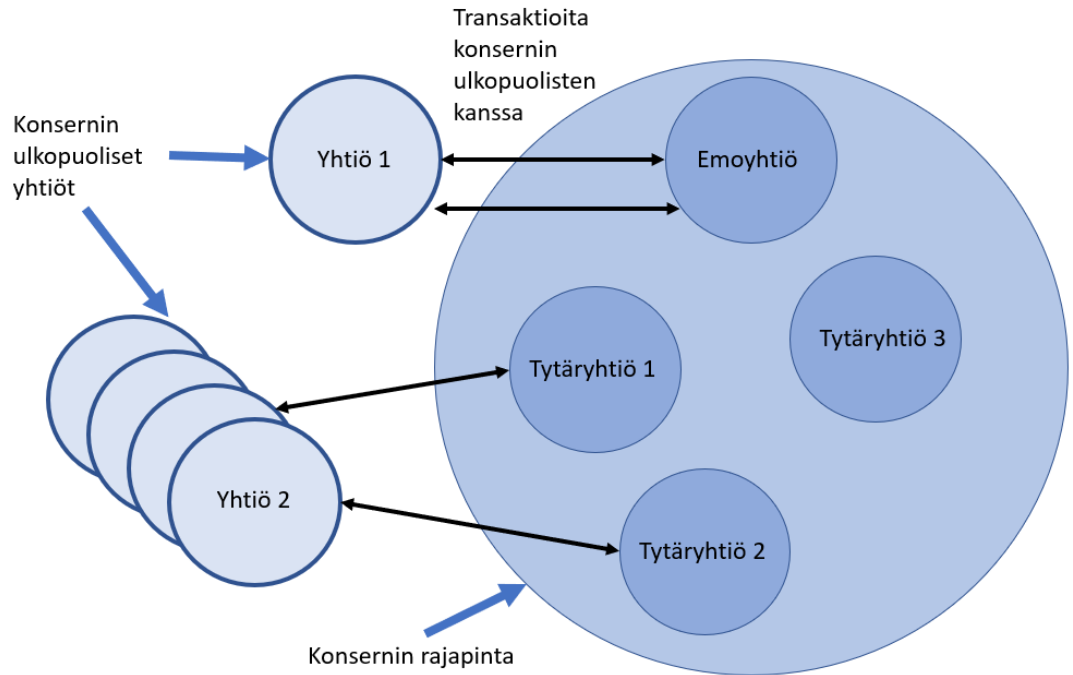 Transaktioita
konsernin
ulkopuolisten
kanssa
Konsernin
ulkopuoliset
yhtiöt
Yhtiö 1
Emoyhtiö
Tytäryhtiö 3
Tytäryhtiö 1
Yhtiö 2
Tytäryhtiö 2
Konsernin rajapinta